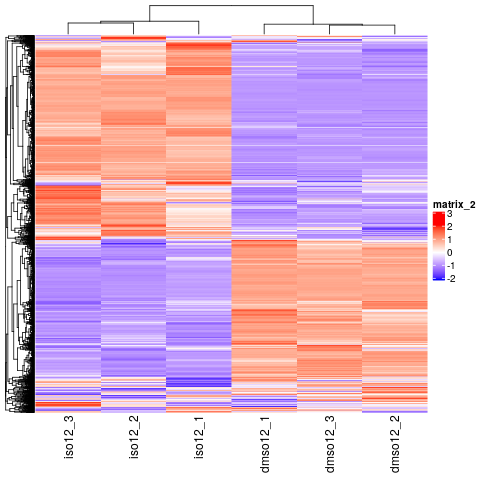 matrix_2
3
2
1
0
-1
-2
iso12_3
iso12_2
iso12_1
dmso12_1
dmso12_3
dmso12_2